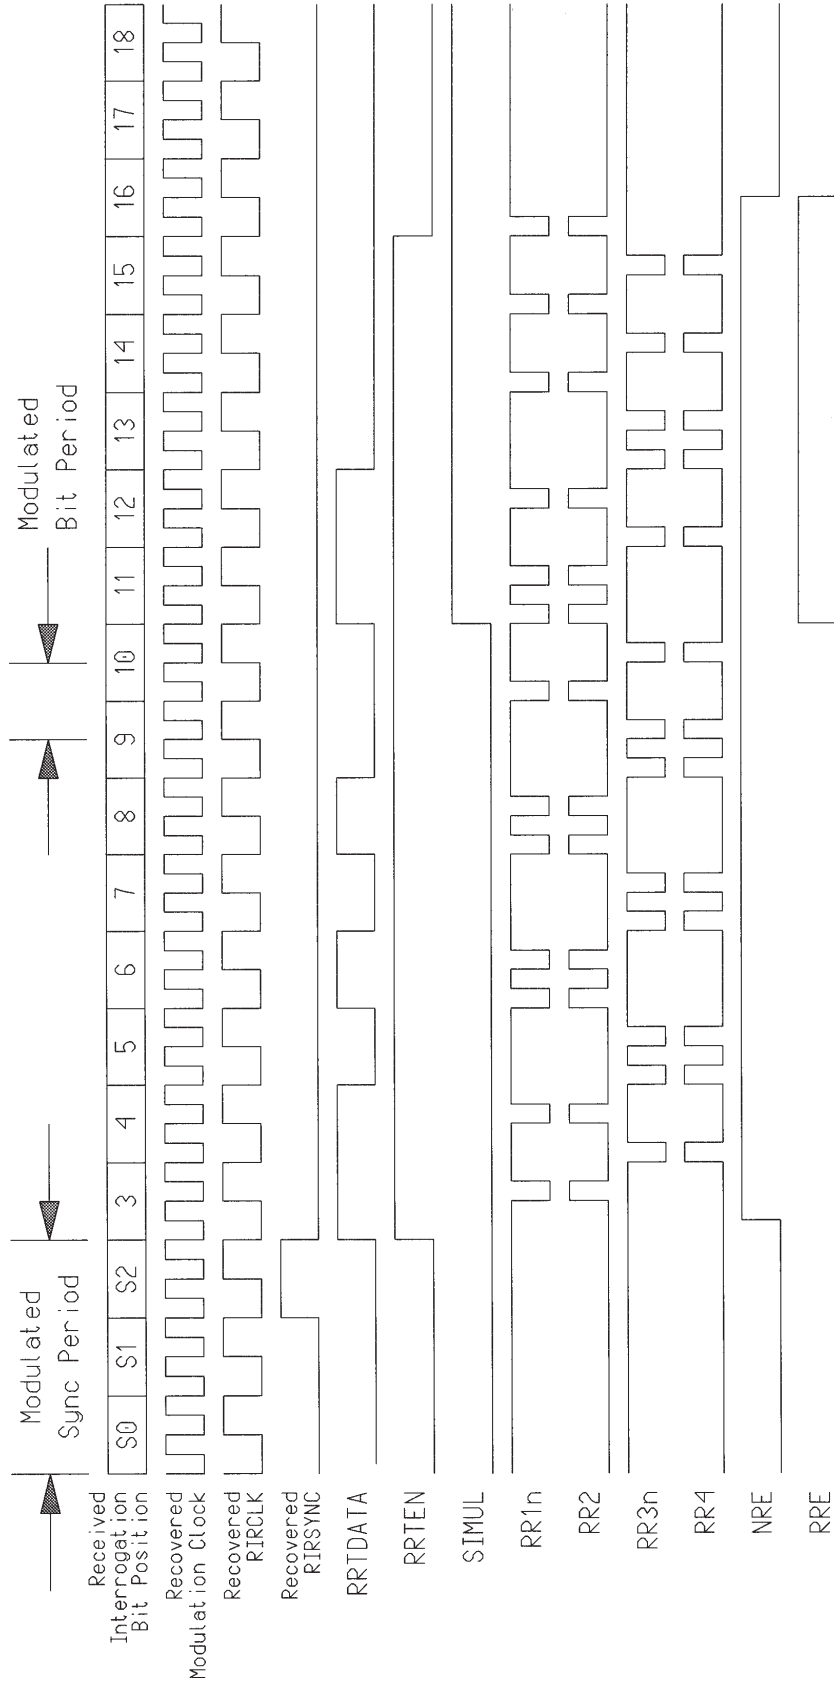 Modulated
Sync Period
Modulated
Bit Period
Received
Interrogation
Bit Position
S0 S1 S2 3 4 5 6 7 8 9 10 11 12 13 14 15 16 17 18
Recovered
Modulation Clock
Recovered
RIRCLK
Recovered
RIRSYNC
RRTDATA
RRTEN
SIMUL
RR1n
RR2
RR3n
RR4
NRE
RRE